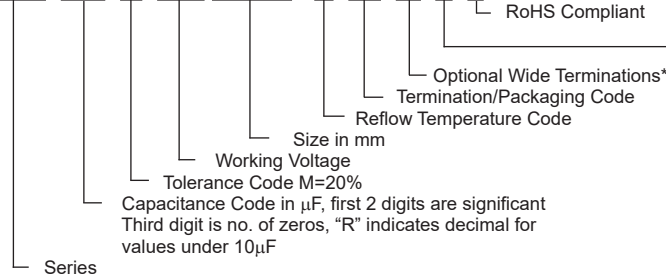 RoHS Compliant
Optional Wide Terminations*
Termination/Packaging Code
Reflow Temperature Code
Size in mm
Working Voltage
Tolerance Code M=20%
Capacitance Code in μF, first 2 digits are significant
Third digit is no. of zeros, “R” indicates decimal for
values under 10μF
Series